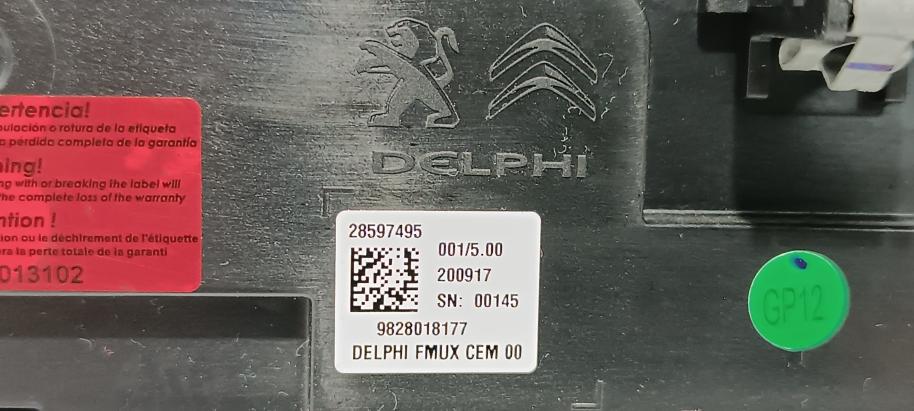 ertencia!
pulación o rotura de la etiqueta
a pérdida completa de la garantía
ing!
ng with or breaking the label will
the complete loss of the warranty
ntion !
ion ou le déchirement de l'étiquette
era la perte totale de la garanti
013102
DELPHI
28597495
001/5.00
200917
SN: 00145
9828018177
DELPHI FMUX CEM 00
GP12